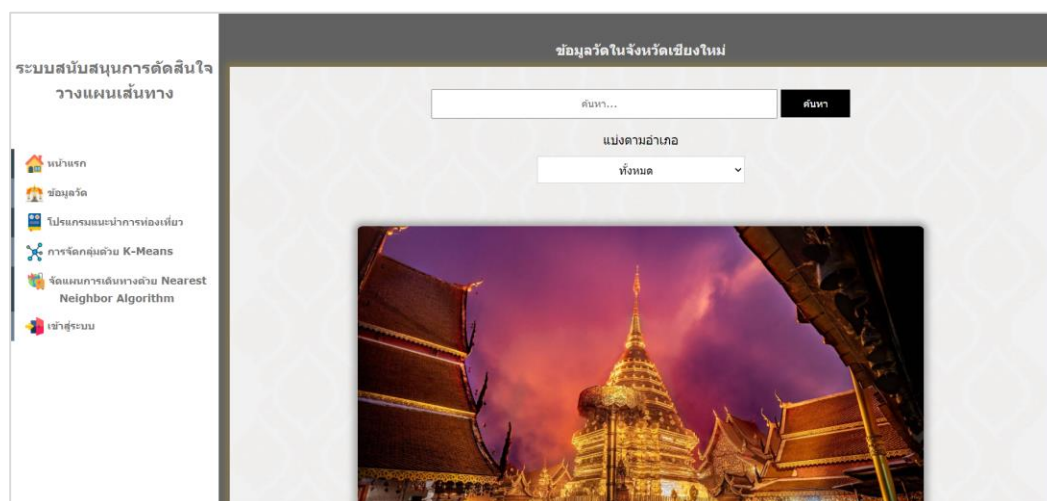 ระบบสนับสนุนการตัดสินใจ
วางแผนเส้นทาง
หน้าแรก
ข้อมูลวัด
โปรแกรมแนะนำการท่องเที่ยว
การจัดกลุ่มด้วย K-Means
จัดแผนการเดินทางด้วย Nearest
Neighbor Algorithm
เข้าสู่ระบบ
ข้อมูลวัดในจังหวัดเชียงใหม่
ค้นหา...
ค้นหา
แบ่งตามอำเภอ
ทั้งหมด